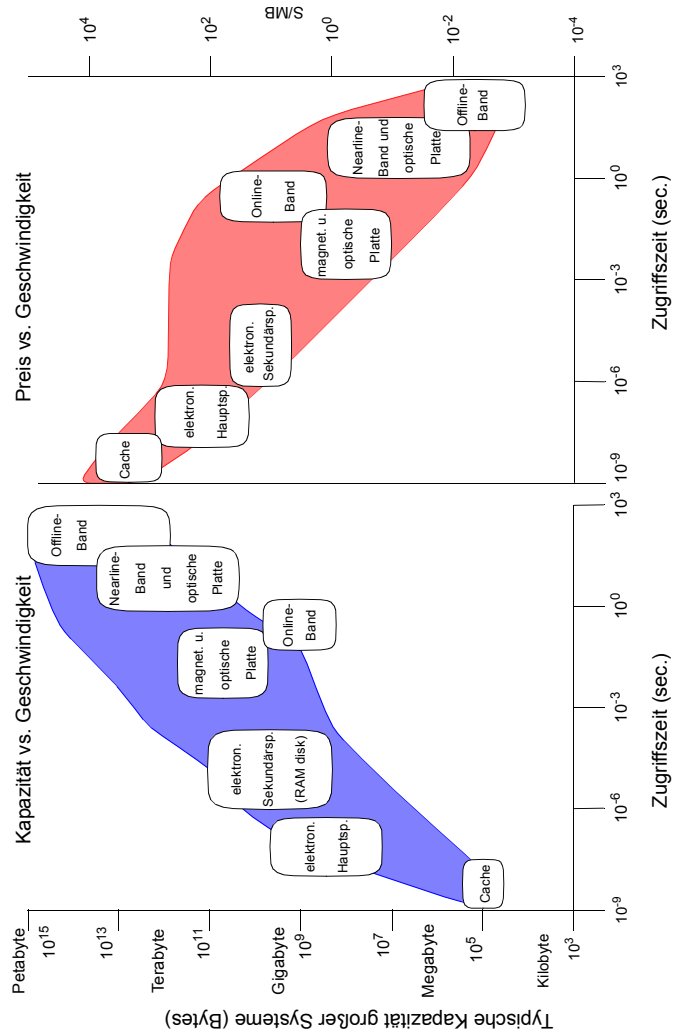 Kapazität vs. Geschwindigkeit
Typische Kapazität großer Systeme (Bytes)
Petabyte
10^15
10^13
Terabyte
10^11
Gigabyte
10^9
10^7
Megabyte
10^5
Kilobyte
10^3
Offline-
Band
Nearline-
Band und
optische
Platte
magnet. u.
optische
Platte
Online-
Band
elektron.
Sekundärsp.
(RAM disk)
elektron.
Hauptsp.
Cache
10^-9
10^-6
10^-3
10^0
10^3
Zugriffszeit (sec.)
Preis vs. Geschwindigkeit
Cache
elektron.
Hauptsp.
elektron.
Sekundärsp.
Online-
Band
magnet. u.
optische
Platte
Nearline-
Band und
optische
Platte
Offline-
Band
10^4
10^2
10^0
10^-2
10^-4
S/MB
10^-9
10^-6
10^-3
10^0
10^3
Zugriffszeit (sec.)